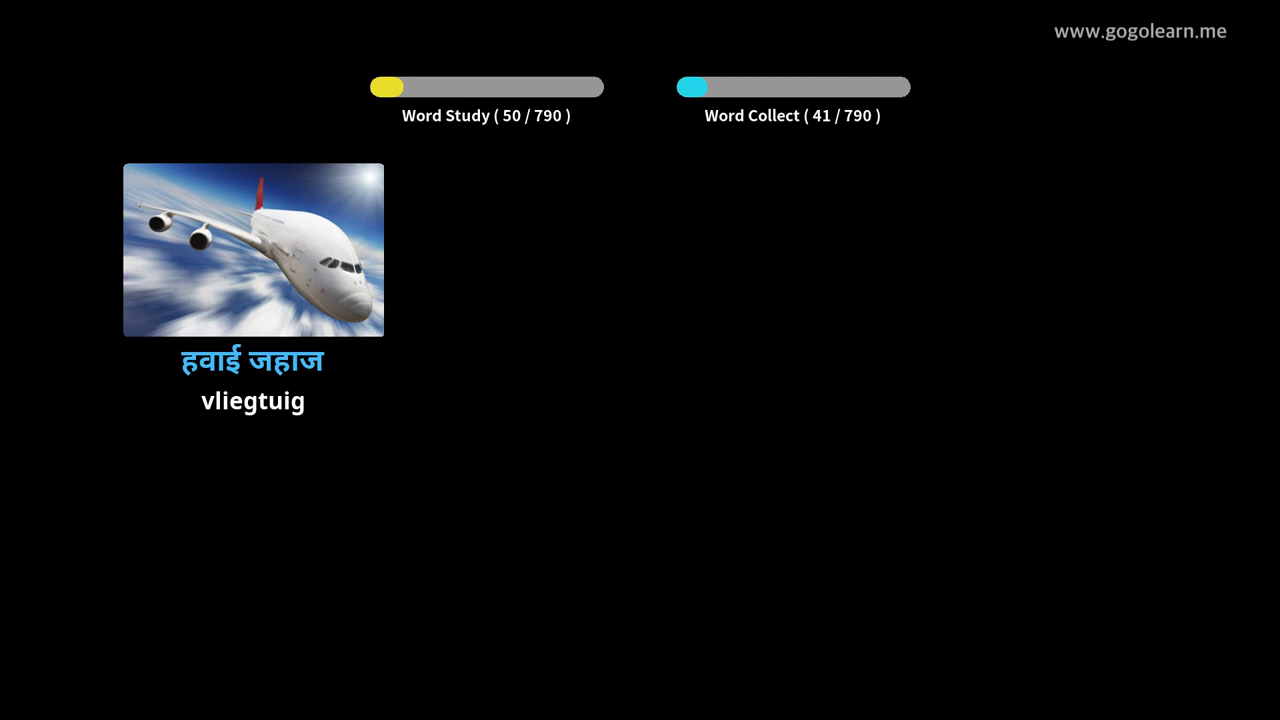 www.gogolearn.me
Word Study ( 50 / 790 )
Word Collect ( 41 / 790 )
हवाई जहाज
vliegtuig